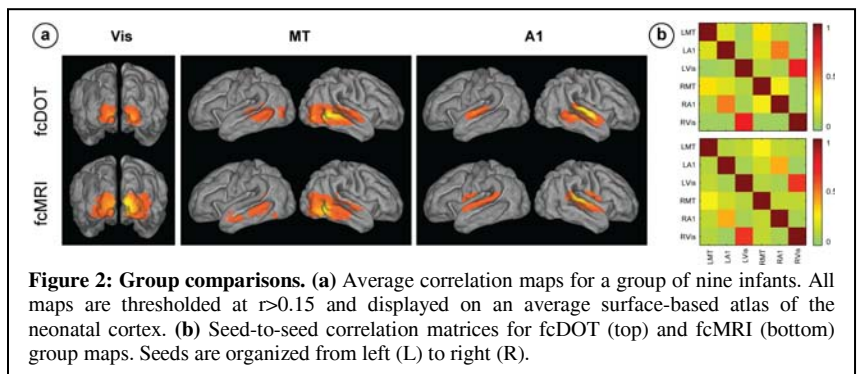 a Vis MT A1 b
fcDOT
fcMRI
LMT
LA1
LVis
RMT
RA1
RVis
1
0.5
0
LMT
LA1
LVis
RMT
RA1
RVis
1
0.5
0
LMT LA1 LVis RMT RA1 RVis
Figure 2: Group comparisons. (a) Average correlation maps for a group of nine infants. All
maps are thresholded at r>0.15 and displayed on an average surface-based atlas of the
neonatal cortex. (b) Seed-to-seed correlation matrices for fcDOT (top) and fcMRI (bottom)
group maps. Seeds are organized from left (L) to right (R).